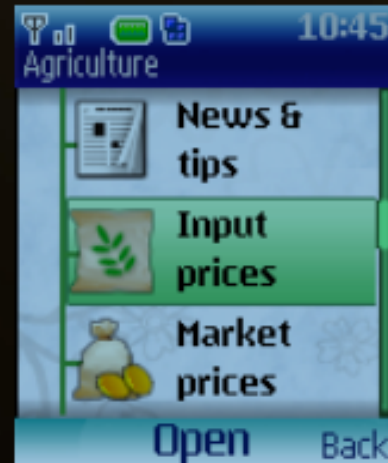 10:45
Agriculture
News &
tips
Input
prices
Market
prices
Open
Back